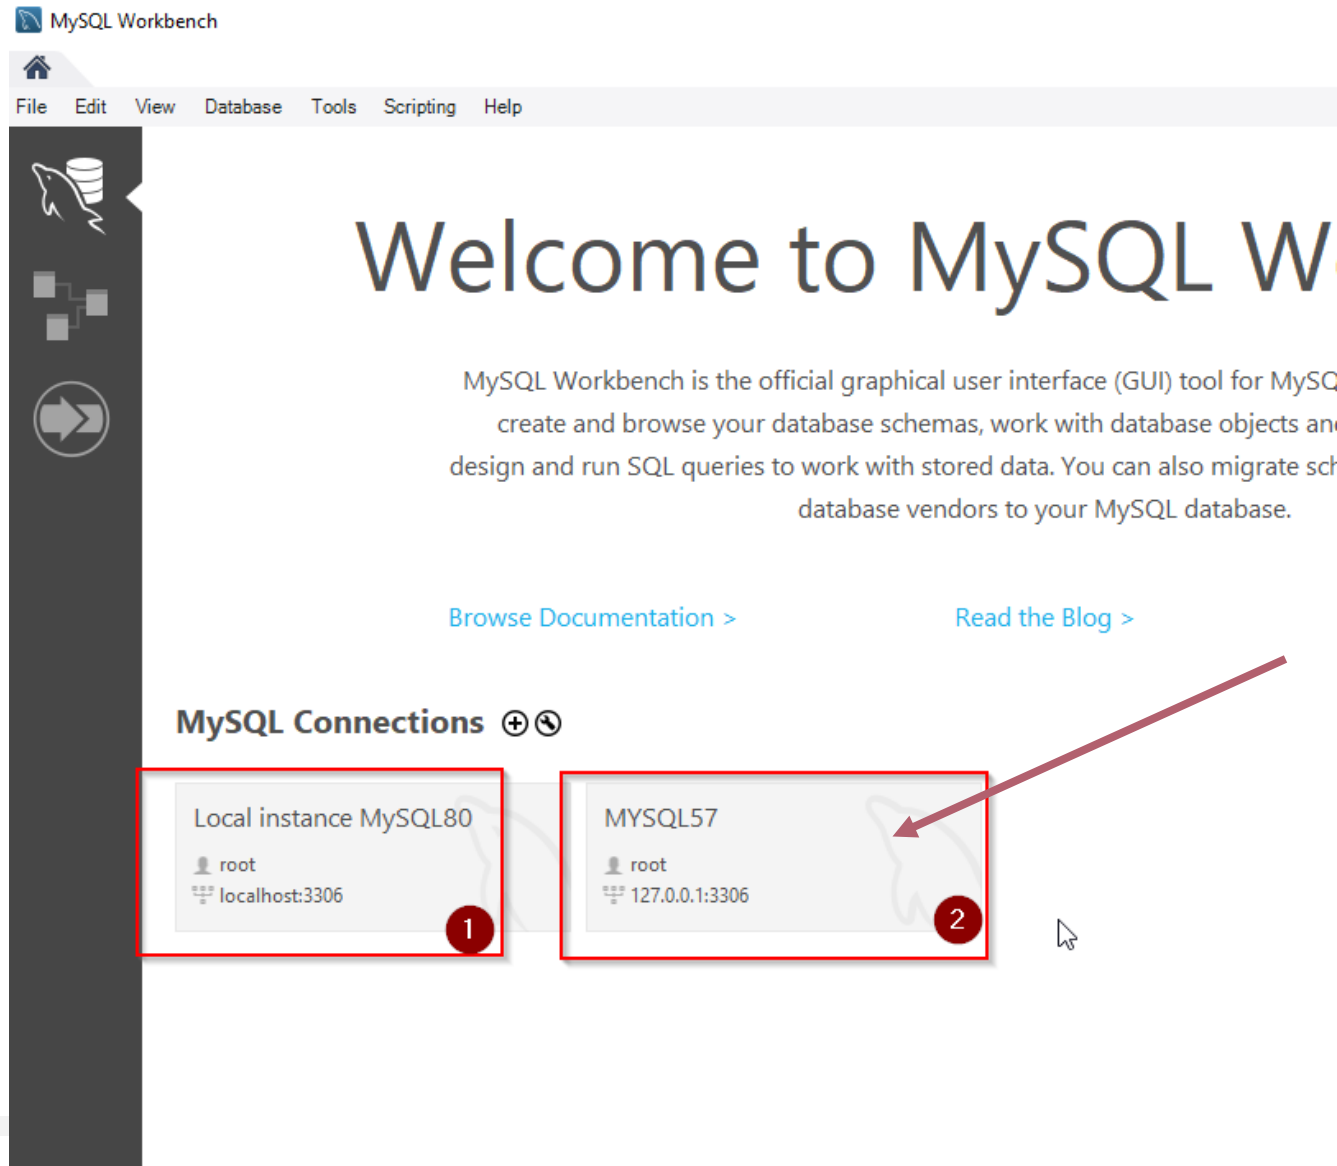 MySQL Workbench
File Edit View Database Tools Scripting Help
Welcome to MySQL W
MySQL Workbench is the official graphical user interface (GUI) tool for MySQ
create and browse your database schemas, work with database objects an
design and run SQL queries to work with stored data. You can also migrate sch
database vendors to your MySQL database.
Browse Documentation > Read the Blog >
MySQL Connections
Local instance MySQL80
root
localhost:3306
1
MYSQL57
root
127.0.0.1:3306
2